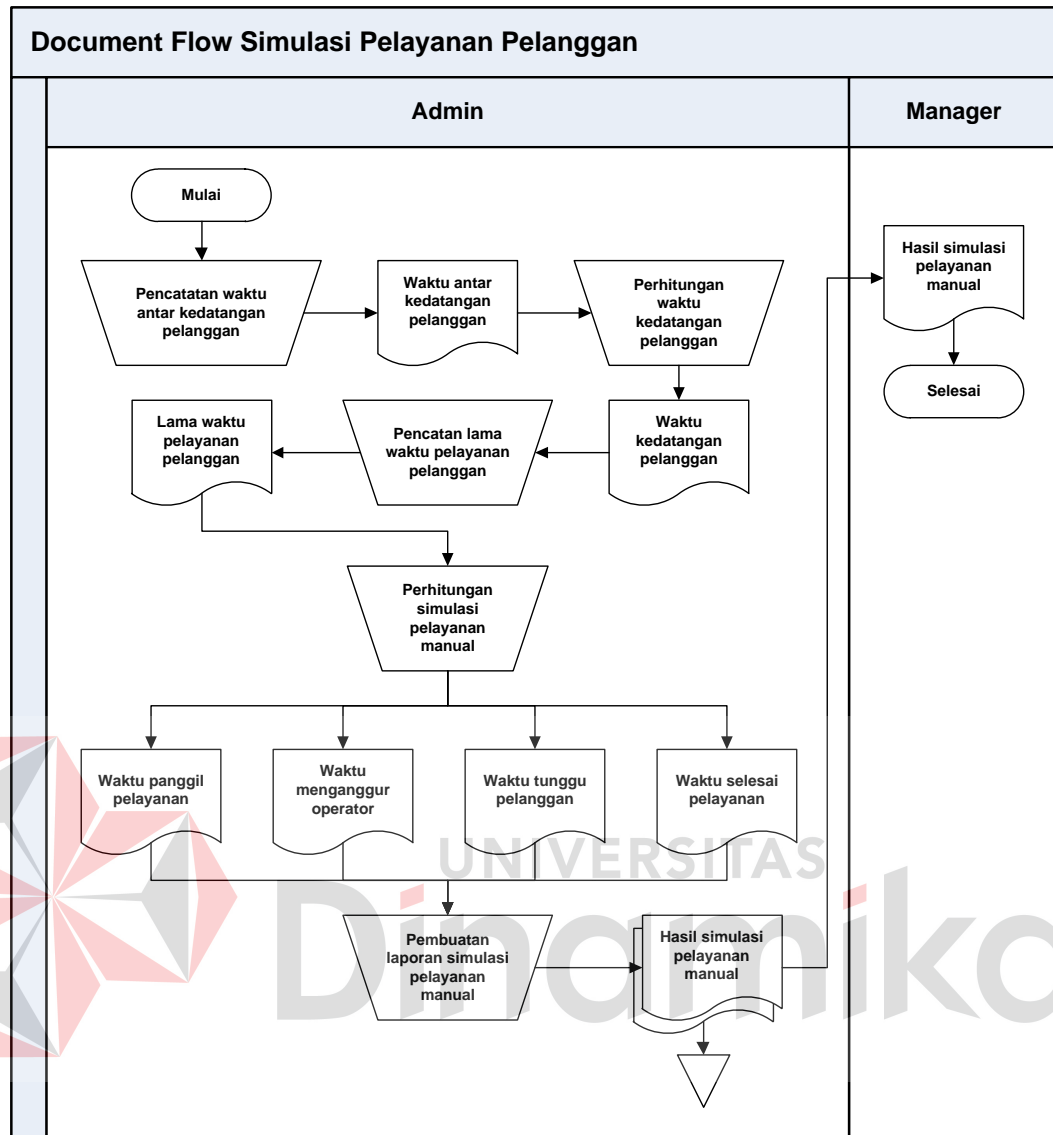 Document Flow Simulasi Pelayanan Pelanggan
Admin
Manager
Mulai
Pencatatan waktu
antar kedatangan
pelanggan
Waktu antar
kedatangan
pelanggan
Perhitungan
waktu
kedatangan
pelanggan
Hasil simulasi
pelayanan
manual
Selesai
Lama waktu
pelayanan
pelanggan
Pencatan lama
waktu pelayanan
pelanggan
Waktu
kedatangan
pelanggan
Perhitungan
simulasi
pelayanan
manual
Waktu panggil
pelayanan
Waktu
menganggur
operator
Waktu tunggu
pelanggan
Waktu selesai
pelayanan
UNIVERSITAS
Dinamika
Pembuatan
laporan simulasi
pelayanan
manual
Hasil simulasi
pelayanan
manual